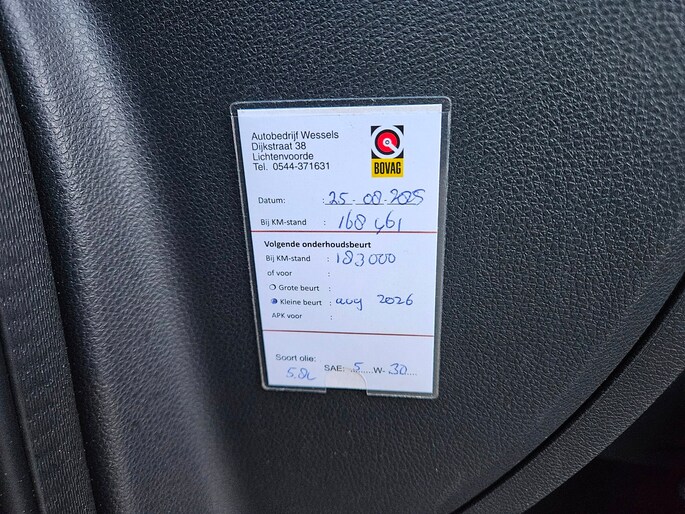 Autobedrijf Wessels
Dijkstraat 38
Lichtenvoorde
Tel. 0544-371631
BOVAG
Datum: : 25-08-2025
Bij KM-stand : 168 461
Volgende onderhoudsbeurt
Bij KM-stand : 183000
of voor :
Grote beurt :
Kleine beurt : aug 2026
APK voor :
Soort olie:
5.8L SAE: 5.....W-30....